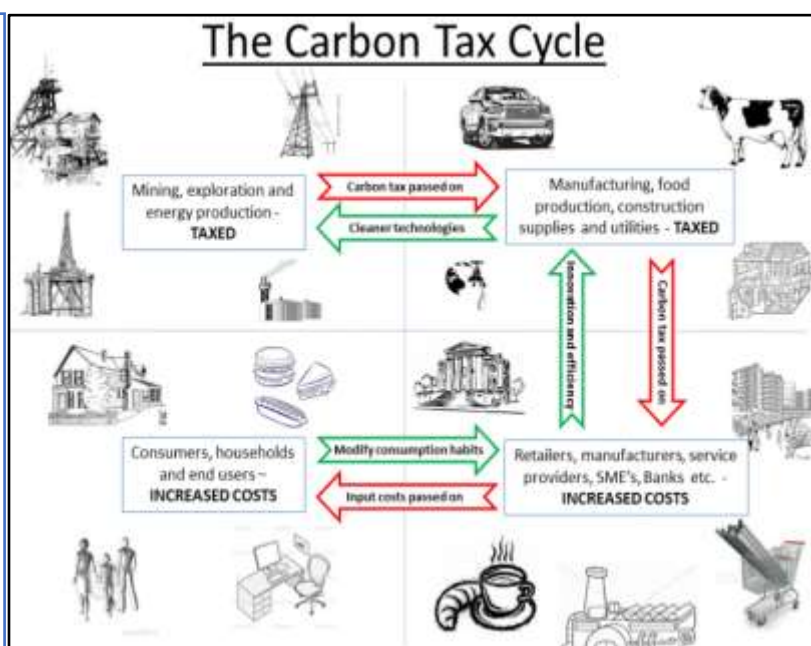 The Carbon Tax Cycle
Mining, exploration and
energy production -
TAXED
Carbon tax passed on
Cleaner technologies
Manufacturing, food
production, construction
supplies and utilities - TAXED
Innovation and efficiency
Carbon tax passed on
Consumers, households
and end users –
INCREASED COSTS
Modify consumption habits
Input costs passed on
Retailers, manufacturers, service
providers, SME's, Banks etc. -
INCREASED COSTS